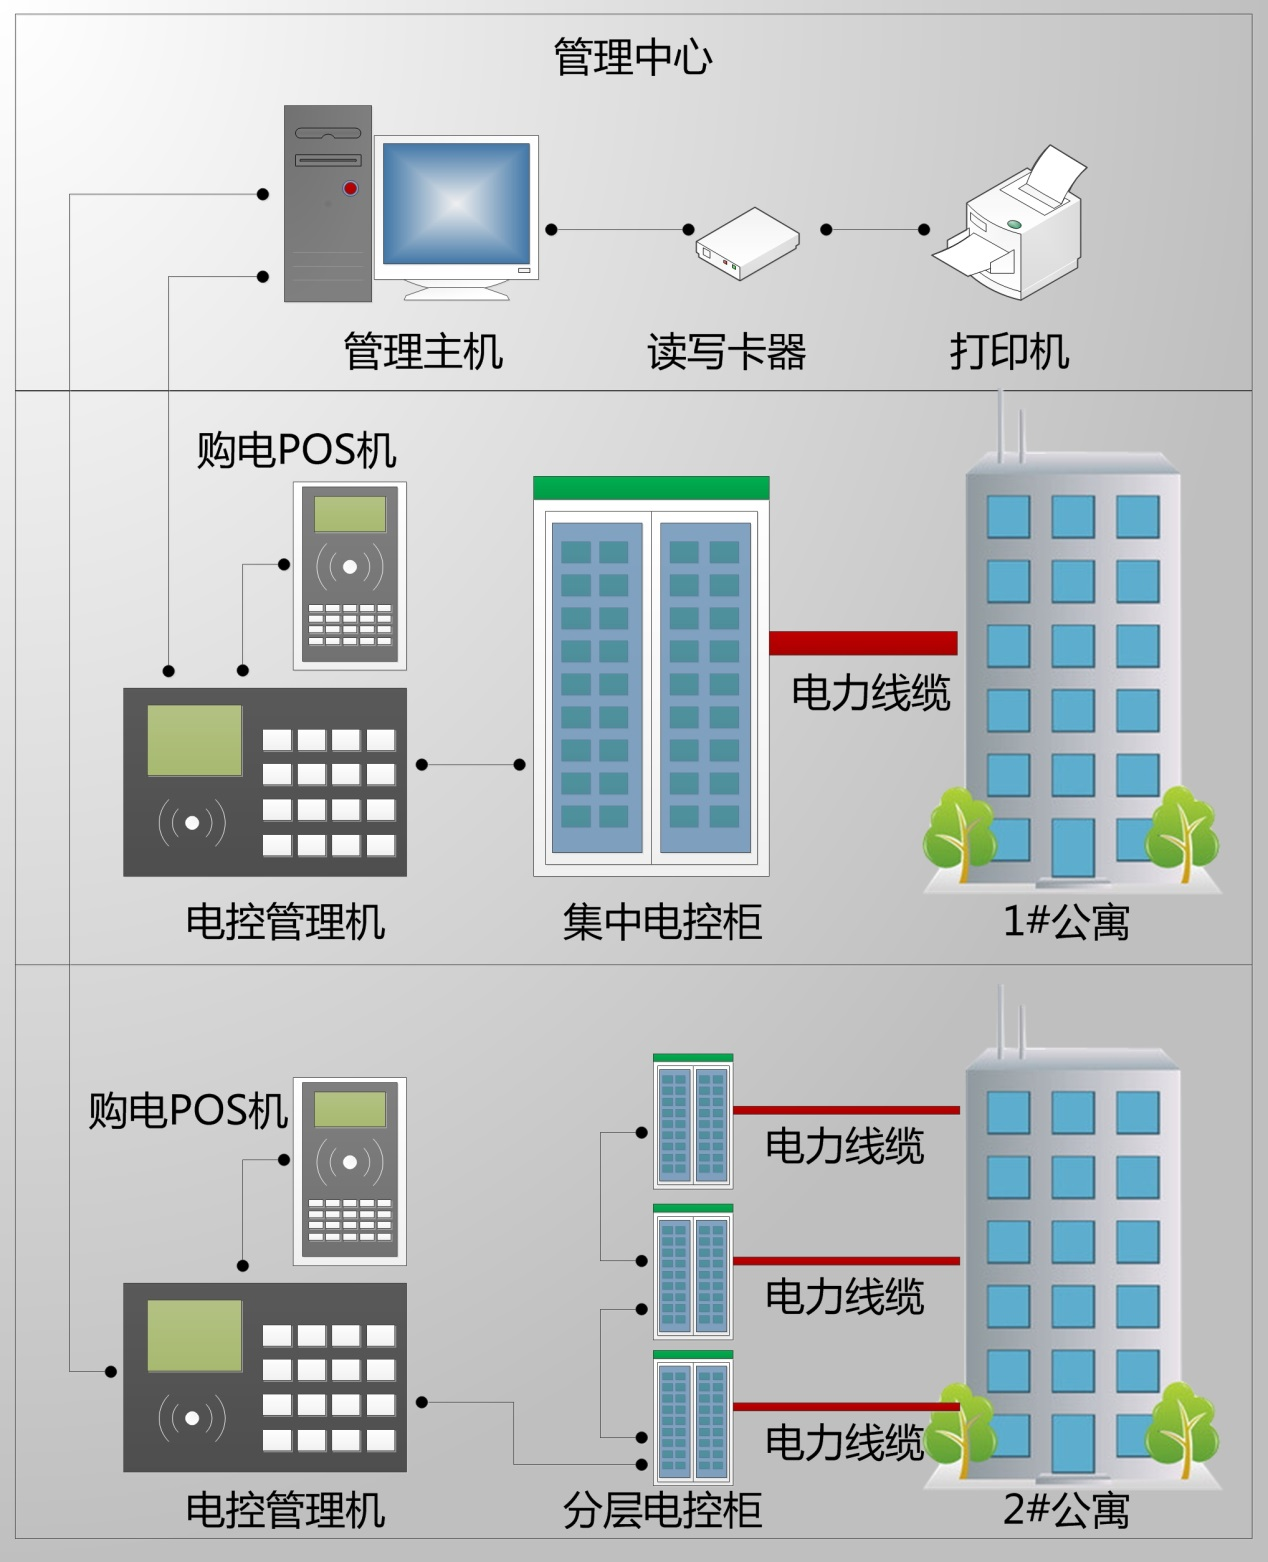 管理中心
管理主机
读写卡器
打印机
购电POS机
电力线缆
电控管理机
集中电控柜
1#公寓
购电POS机
电力线缆
电力线缆
电力线缆
电控管理机
分层电控柜
2#公寓